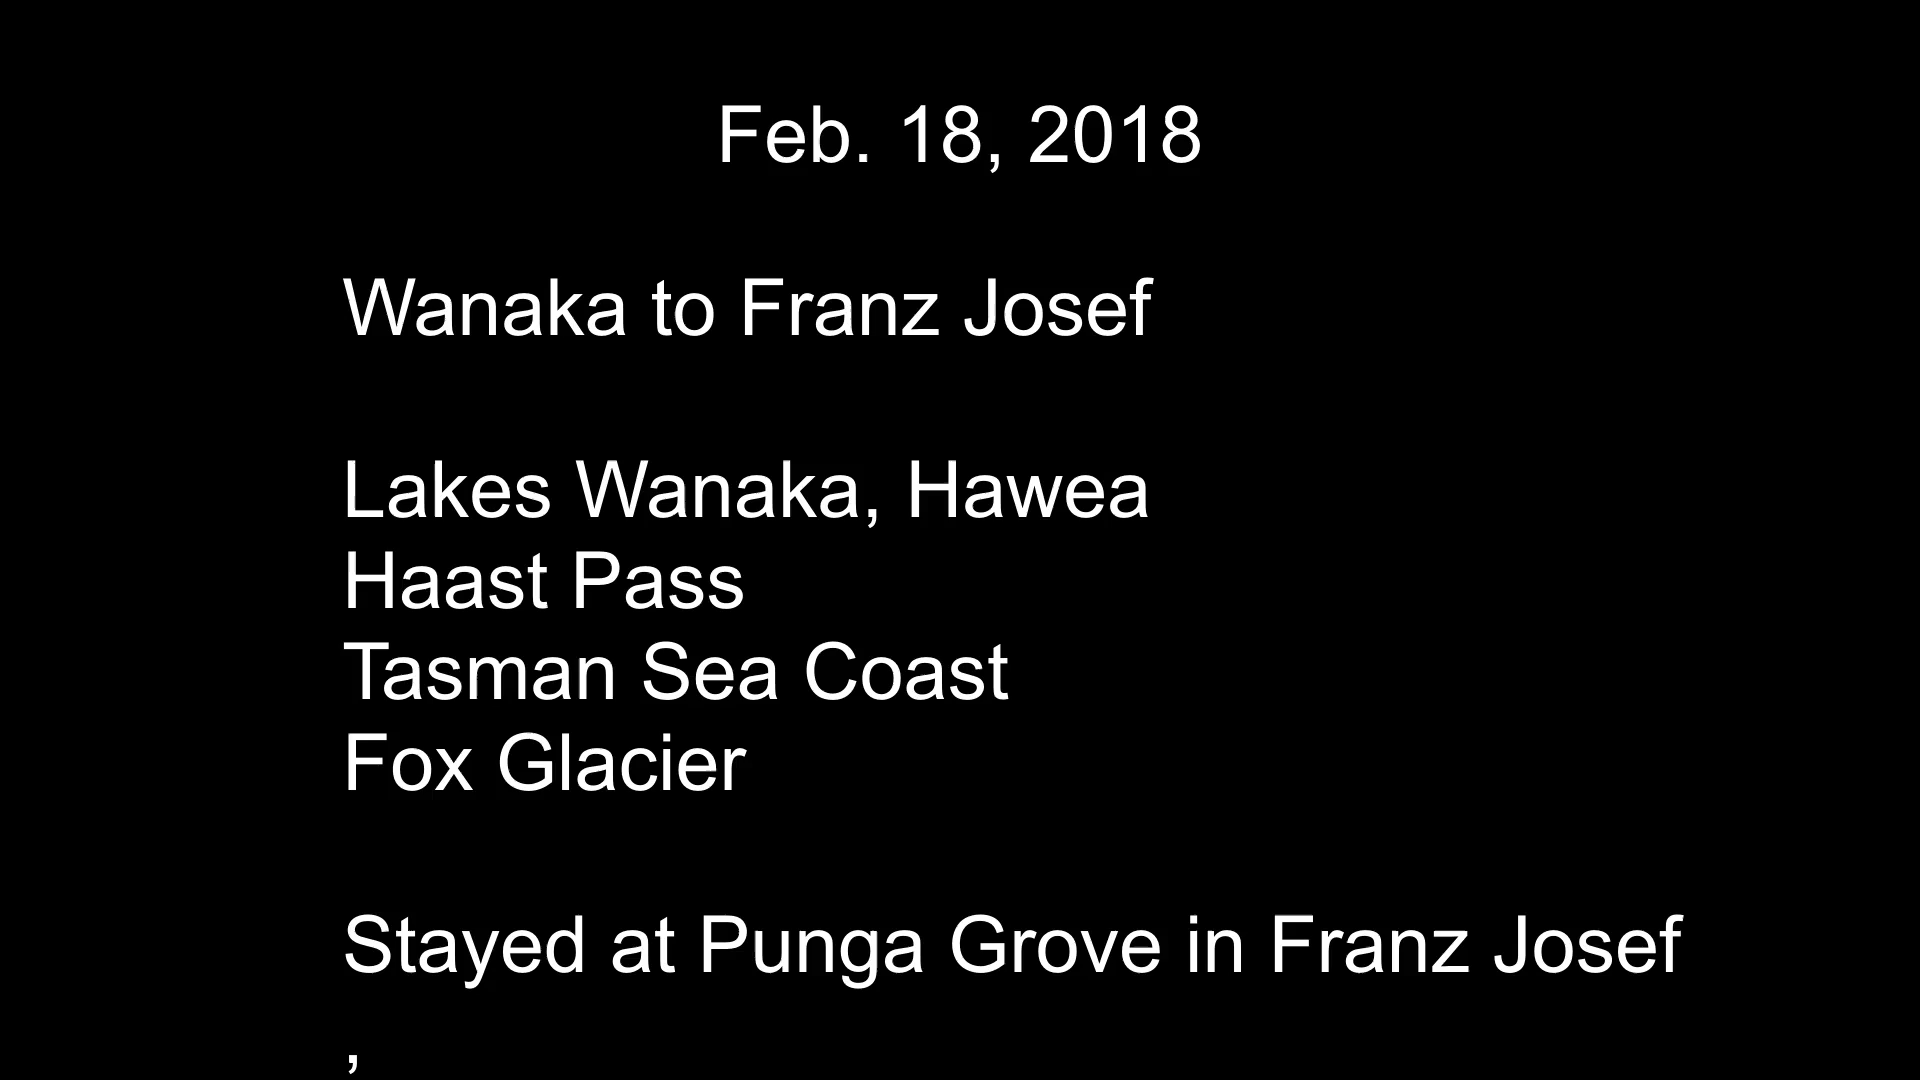 Feb. 18, 2018
Wanaka to Franz Josef
Lakes Wanaka, Hawea
Haast Pass
Tasman Sea Coast
Fox Glacier
Stayed at Punga Grove in Franz Josef
,